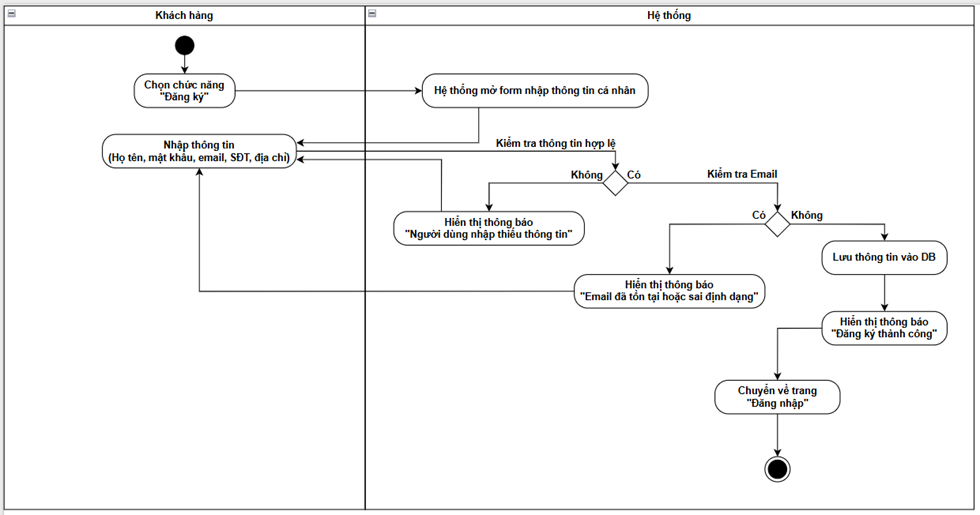 Khách hàng
Hệ thống
Chọn chức năng
"Đăng ký"
Hệ thống mở form nhập thông tin cá nhân
Nhập thông tin
(Họ tên, mật khẩu, email, SĐT, địa chỉ)
Kiểm tra thông tin hợp lệ
Không
Có
Kiểm tra Email
Có
Không
Hiển thị thông báo
"Người dùng nhập thiếu thông tin"
Lưu thông tin vào DB
Hiển thị thông báo
"Email đã tồn tại hoặc sai định dạng"
Hiển thị thông báo
"Đăng ký thành công"
Chuyển về trang
"Đăng nhập"